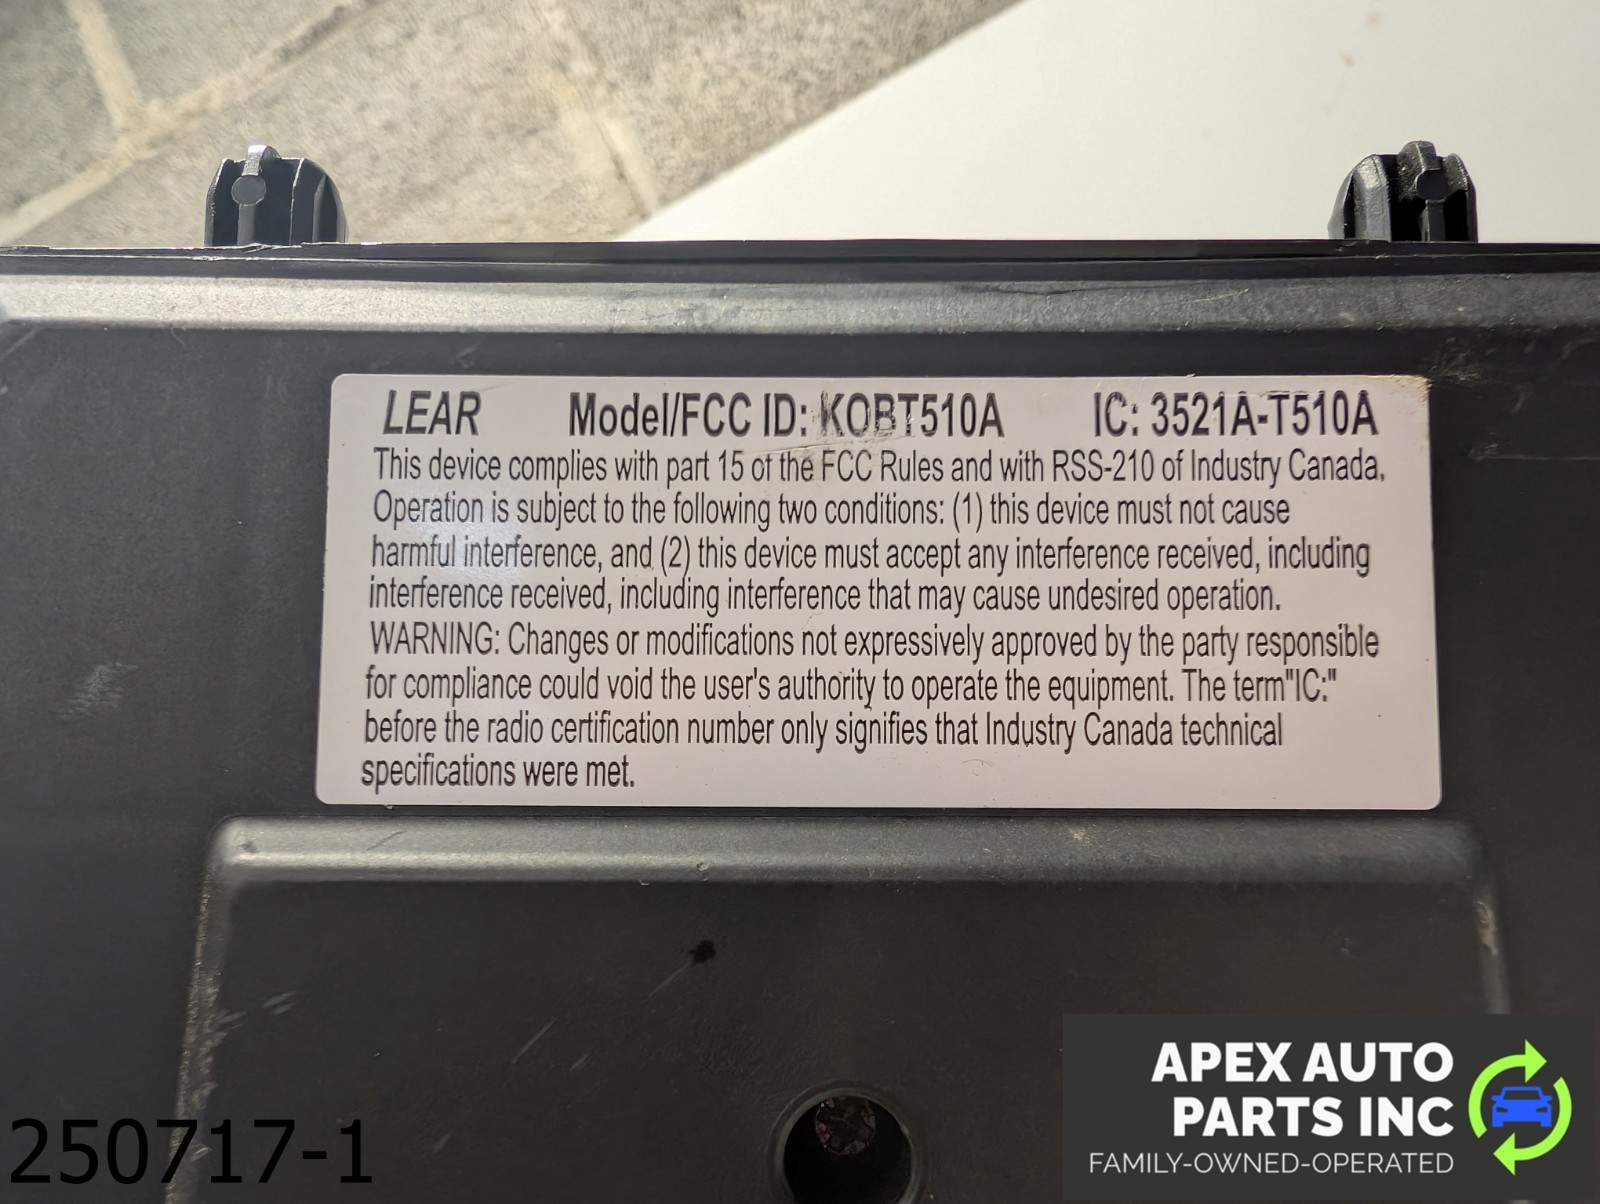 LEAR Model/FCC ID: KOBT510A IC: 3521A-T510A
This device complies with part 15 of the FCC Rules and with RSS-210 of Industry Canada,
Operation is subject to the following two conditions: (1) this device must not cause
harmful interference, and (2) this device must accept any interference received, including
interference received, including interference that may cause undesired operation.
WARNING: Changes or modifications not expressively approved by the party responsible
for compliance could void the user's authority to operate the equipment. The term"IC:"
before the radio certification number only signifies that Industry Canada technical
specifications were met.
250717-1
APEX AUTO
PARTS INC
FAMILY-OWNED-OPERATED